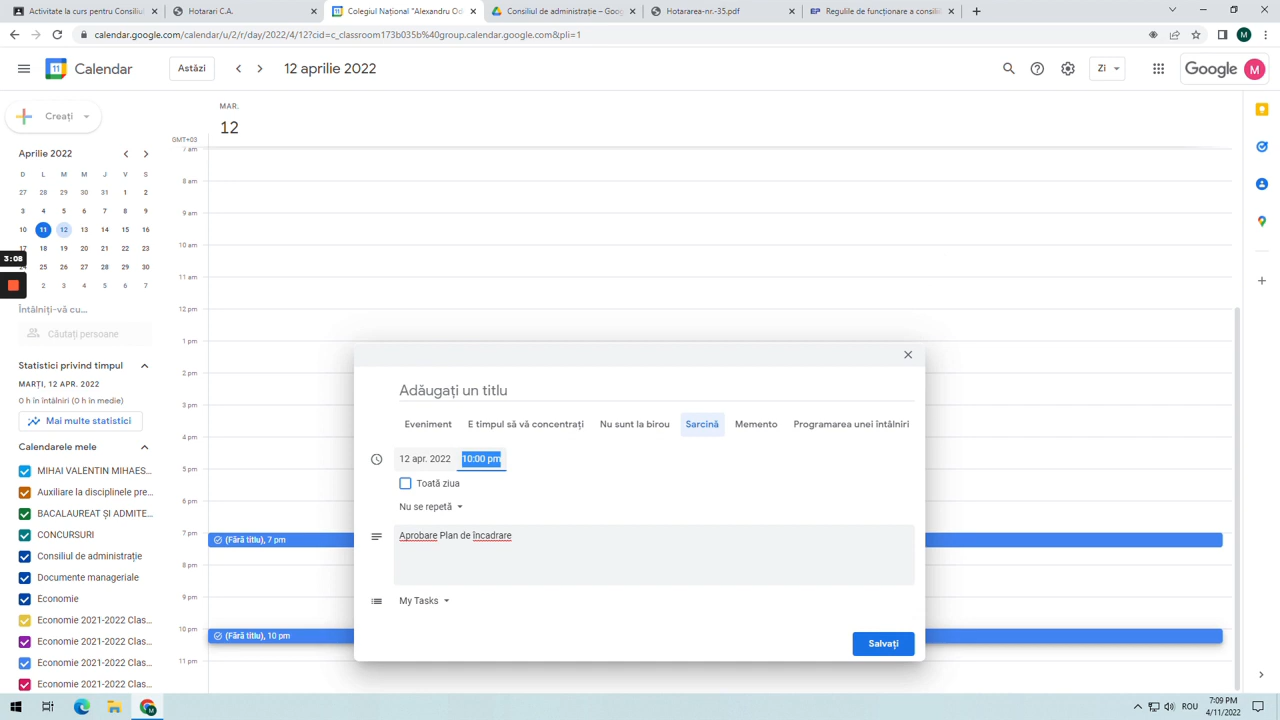 Activitate la curs pentru Consiliul
Hotarari C.A.
Colegiul Național "Alexandru Od
Consiliul de administrație – Goog
Hotararea-nr.-35.pdf
Regulile de funcționare a consilii
calendar.google.com/calendar/u/2/r/day/2022/4/12?cid=c_classroom173b035b%40group.calendar.google.com&pli=1
Calendar
Astăzi
12 aprilie 2022
Zi
Google
M
Creați
MAR.
12
GMT+03
Aprilie 2022
D L M M J V S
27 28 29 30 31 1 2
3 4 5 6 7 8 9
10 11 12 13 14 15 16
17 18 19 20 21 22 23
24 25 26 27 28 29 30
2 3 4 5 6 7
3:08
Întâlniți-vă cu...
Căutați persoane
Statistici privind timpul
MARȚI, 12 APR. 2022
0 h în întâlniri (0 h în medie)
Mai multe statistici
Calendarele mele
MIHAI VALENTIN MIHAES...
Auxiliare la disciplinele pre...
BACALAUREAT ȘI ADMITE...
CONCURSURI
Consiliul de administrație
Documente manageriale
Economie
Economie 2021-2022 Clas...
Economie 2021-2022 Clas...
Economie 2021-2022 Clas...
Economie 2021-2022 Clas...
7 am
8 am
9 am
10 am
11 am
12 pm
1 pm
2 pm
3 pm
4 pm
5 pm
6 pm
7 pm
8 pm
9 pm
10 pm
11 pm
(Fără titlu), 7 pm
(Fără titlu), 10 pm
Adăugați un titlu
Eveniment
E timpul să vă concentrați
Nu sunt la birou
Sarcină
Memento
Programarea unei întâlniri
12 apr. 2022
10:00 pm
Toată ziua
Nu se repetă
Aprobare Plan de încadrare
My Tasks
Salvați
ROU
7:09 PM
4/11/2022